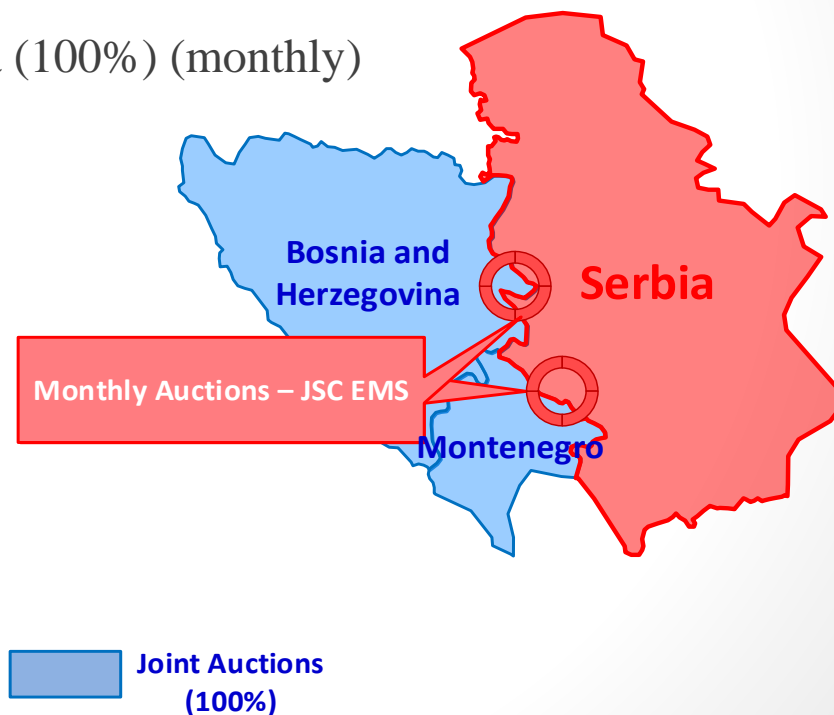 (100%) (monthly)
Bosnia and
Herzegovina
Serbia
Monthly Auctions – JSC EMS
Montenegro
Joint Auctions
(100%)